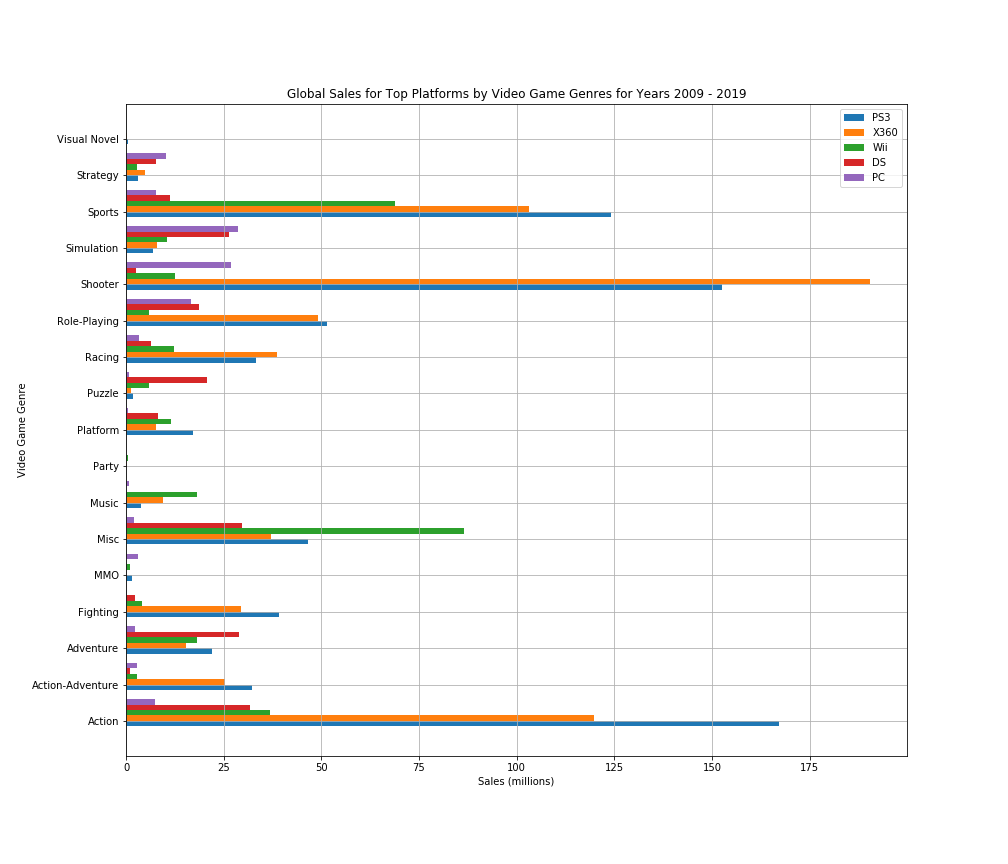 Global Sales for Top Platforms by Video Game Genres for Years 2009 - 2019
PS3
X360
Wii
DS
PC
Visual Novel
Strategy
Sports
Simulation
Shooter
Role-Playing
Racing
Puzzle
Platform
Party
Music
Misc
MMO
Fighting
Adventure
Action-Adventure
Action
Video Game Genre
0 25 50 75 100 125 150 175
Sales (millions)